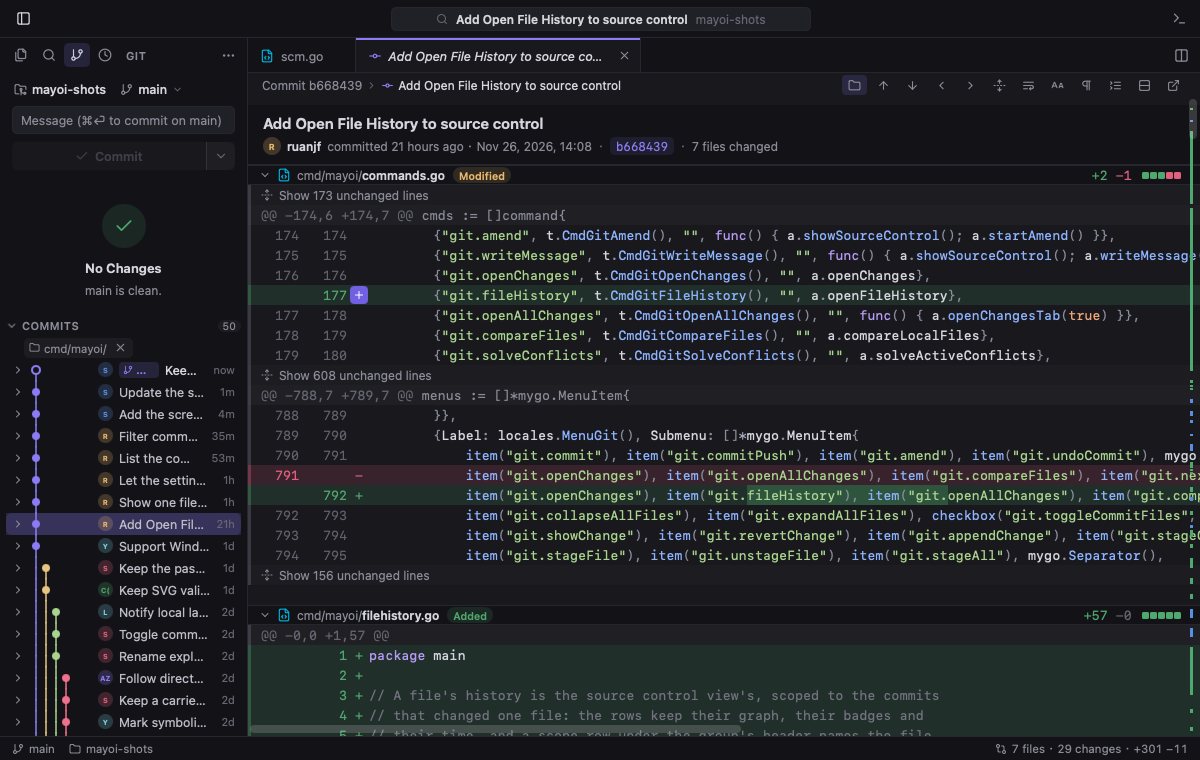 Add Open File History to source control mayoi-shots
GIT
scm.go
Add Open File History to source co...
mayoi-shots main
Commit b668439 Add Open File History to source control
Message (⌘⏎ to commit on main)
Commit
Add Open File History to source control
R ruanjf committed 21 hours ago · Nov 26, 2026, 14:08 · b668439 · 7 files changed
No Changes
main is clean.
COMMITS 50
cmd/mayoi/
S ... Kee... now
S Update the s... 1m
S Add the scre... 4m
R Filter comm... 35m
R List the co... 53m
R Let the settin... 1h
R Show one file... 1h
R Add Open Fil... 21h
Y Support Wind... 1d
S Keep the pas... 1d
C( Keep SVG vali... 1d
L Notify local la... 2d
S Toggle comm... 2d
S Rename expl... 2d
AZ Follow direct... 2d
S Keep a carrie... 2d
Y Mark symboli... 2d
cmd/mayoi/commands.go Modified +2 −1
Show 173 unchanged lines
@@ −174,6 +174,7 @@ cmds := []command{
174 174 {"git.amend", t.CmdGitAmend(), "", func() { a.showSourceControl(); a.startAmend() }},
175 175 {"git.writeMessage", t.CmdGitWriteMessage(), "", func() { a.showSourceControl(); a.writeMessage
176 176 {"git.openChanges", t.CmdGitOpenChanges(), "", a.openChanges},
177 + {"git.fileHistory", t.CmdGitFileHistory(), "", a.openFileHistory},
177 178 {"git.openAllChanges", t.CmdGitOpenAllChanges(), "", func() { a.openChangesTab(true) }},
178 179 {"git.compareFiles", t.CmdGitCompareFiles(), "", a.compareLocalFiles},
179 180 {"git.solveConflicts", t.CmdGitSolveConflicts(), "", a.solveActiveConflicts},
Show 608 unchanged lines
@@ −788,7 +789,7 @@ menus := []*mygo.MenuItem{
788 789 }},
789 790 {Label: locales.MenuGit(), Submenu: []*mygo.MenuItem{
790 791 item("git.commit"), item("git.commitPush"), item("git.amend"), item("git.undoCommit"), mygo
791 − item("git.openChanges"), item("git.openAllChanges"), item("git.compareFiles"), item("git.ne
792 + item("git.openChanges"), item("git.fileHistory"), item("git.openAllChanges"), item("git.com
792 793 item("git.collapseAllFiles"), item("git.expandAllFiles"), checkbox("git.toggleCommitFiles",
793 794 item("git.showChange"), item("git.revertChange"), item("git.appendChange"), item("git.stage
794 795 item("git.stageFile"), item("git.unstageFile"), item("git.stageAll"), mygo.Separator(),
Show 156 unchanged lines
cmd/mayoi/filehistory.go Added +57 −0
@@ −0,0 +1,57 @@
1 + package main
2 +
3 + // A file's history is the source control view's, scoped to the commits
4 + // that changed one file: the rows keep their graph, their badges and
5 + // their time, and a scope row under the group's header names the file
main mayoi-shots 7 files · 29 changes · +301 −11